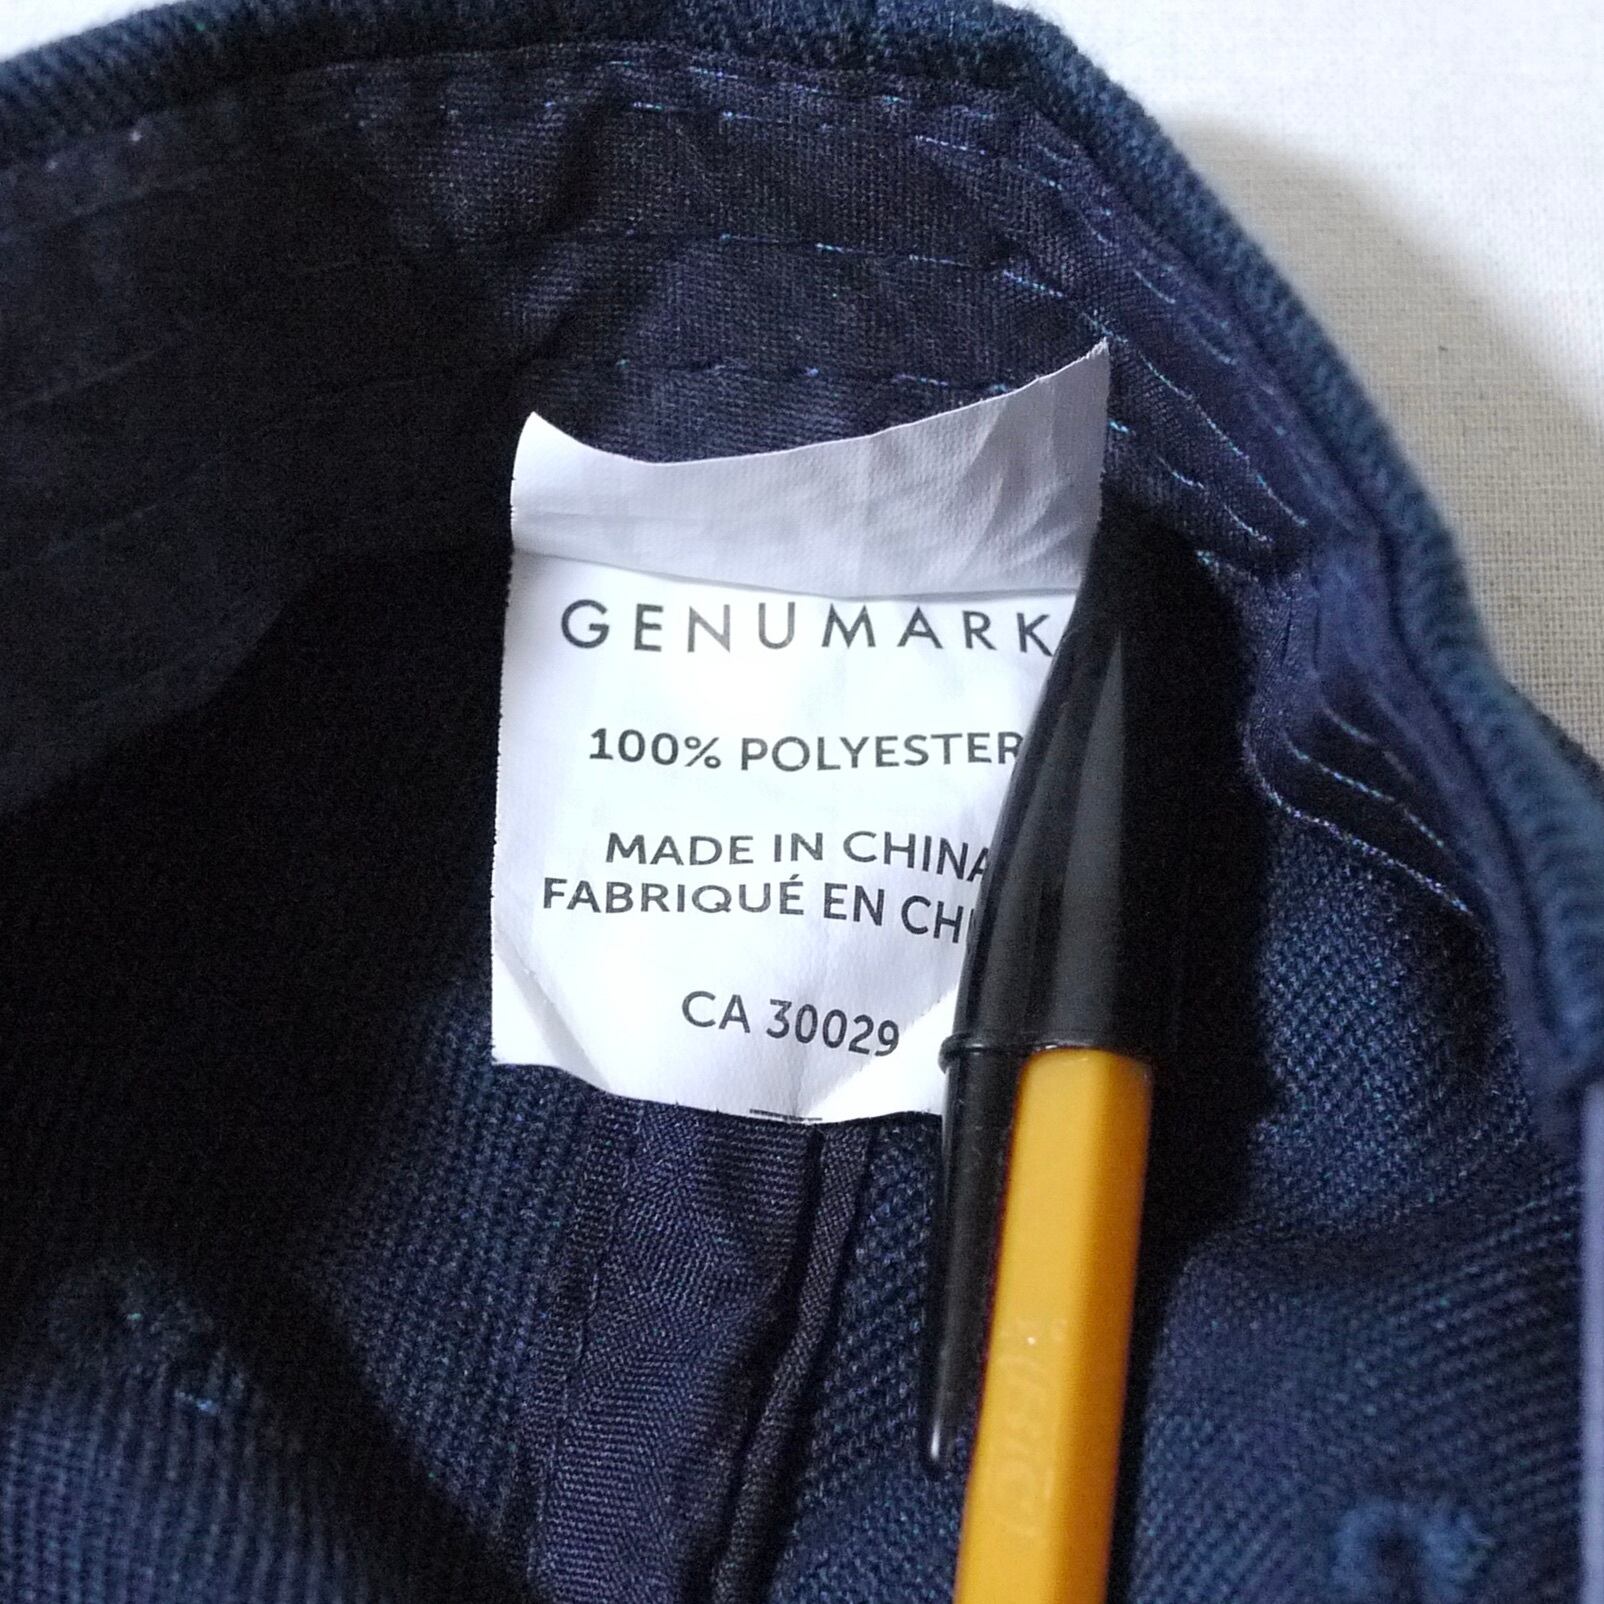 GENUMARK
100% POLYESTER
MADE IN CHINA
FABRIQUÉ EN
CA 30029